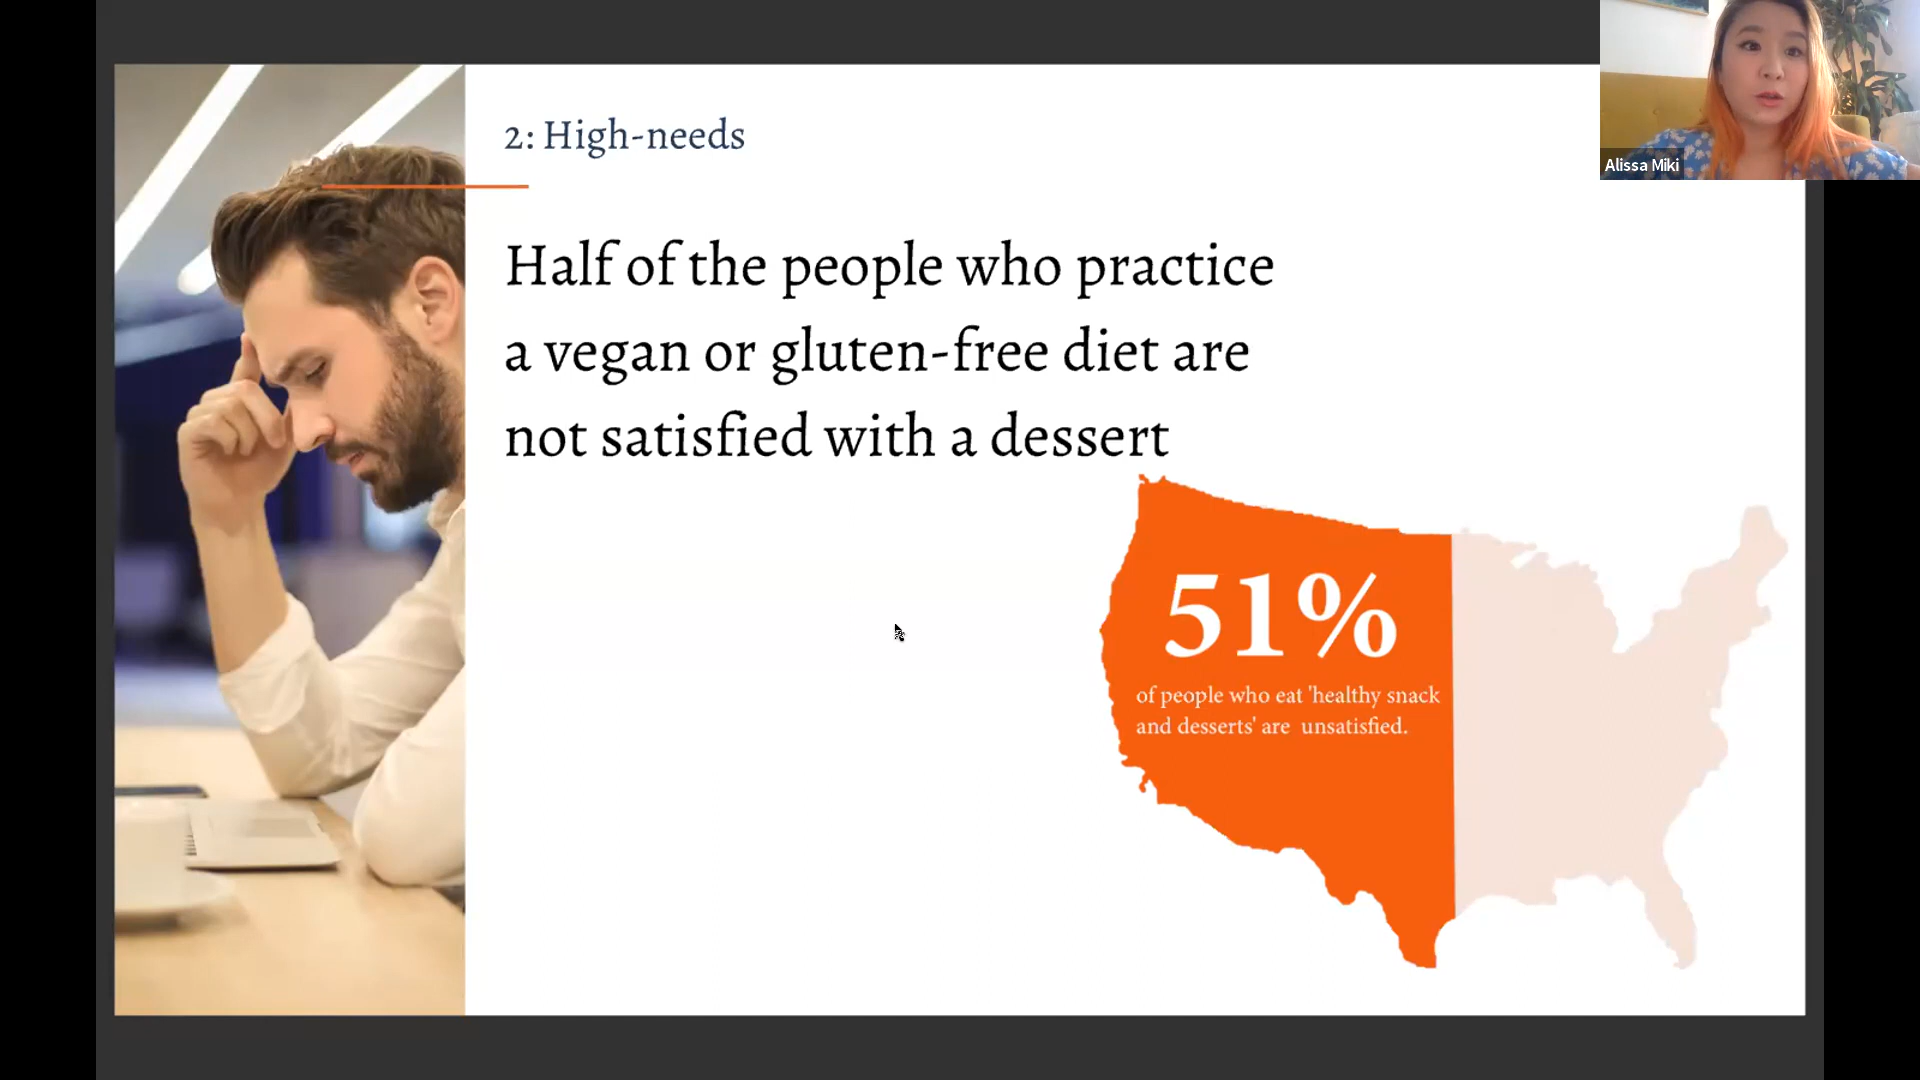 2: High-needs
Half of the people who practice
a vegan or gluten-free diet are
not satisfied with a dessert
51%
of people who eat 'healthy snack
and desserts' are unsatisfied.
Alissa Miki